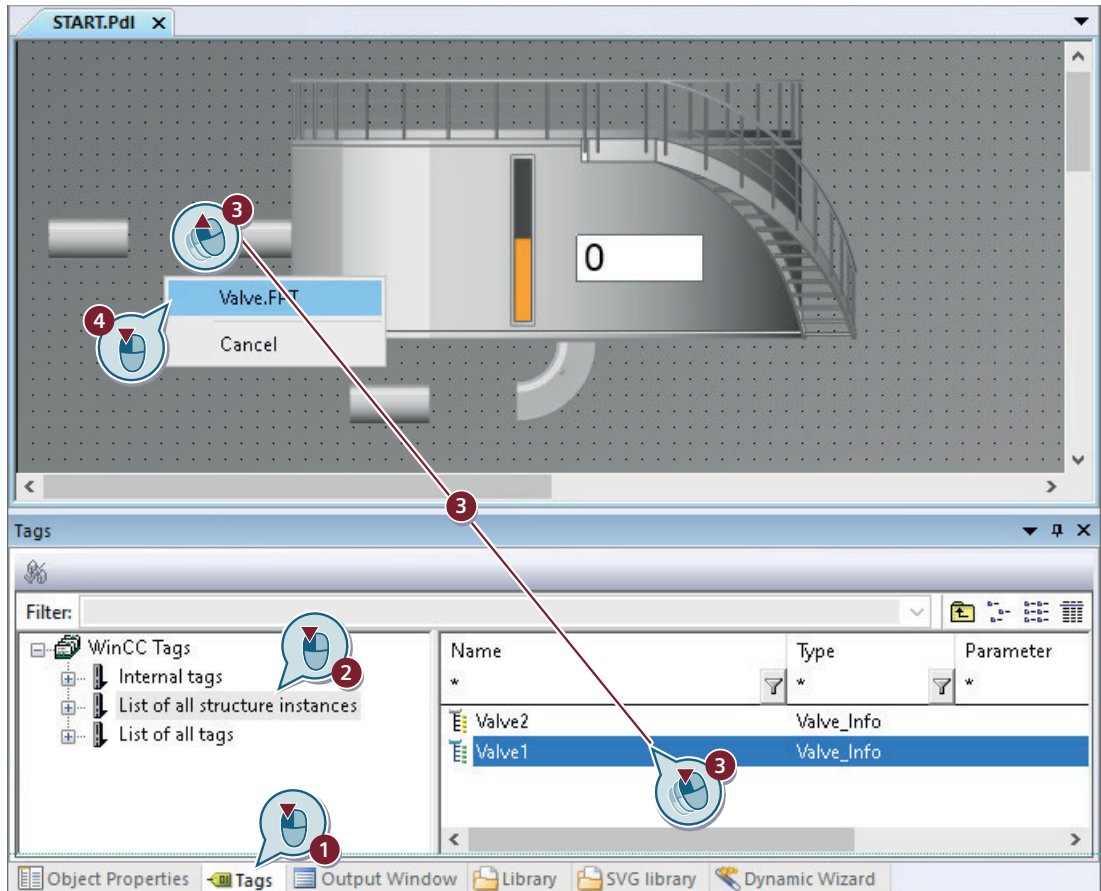 START.Pdl
3
0
Valve.FPT
4
Cancel
3
Tags
Filter:
WinCC Tags
Internal tags
List of all structure instances
List of all tags
2
Name Type Parameter
* * *
Valve2 Valve_Info
Valve1 Valve_Info
3
1
Object Properties Tags Output Window Library SVG library Dynamic Wizard